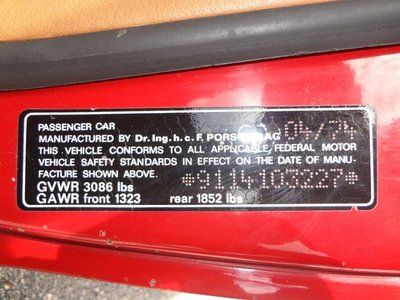 PASSENGER CAR 04/74
MANUFACTURED BY Dr. Ing. h. c. F. PORSCHE AG
THIS VEHICLE CONFORMS TO ALL APPLICABLE FEDERAL MOTOR
VEHICLE SAFETY STANDARDS IN EFFECT ON THE DATE OF MANU-
FACTURE SHOWN ABOVE. *9114103227*
GVWR 3086 lbs
GAWR front 1323 rear 1852 lbs